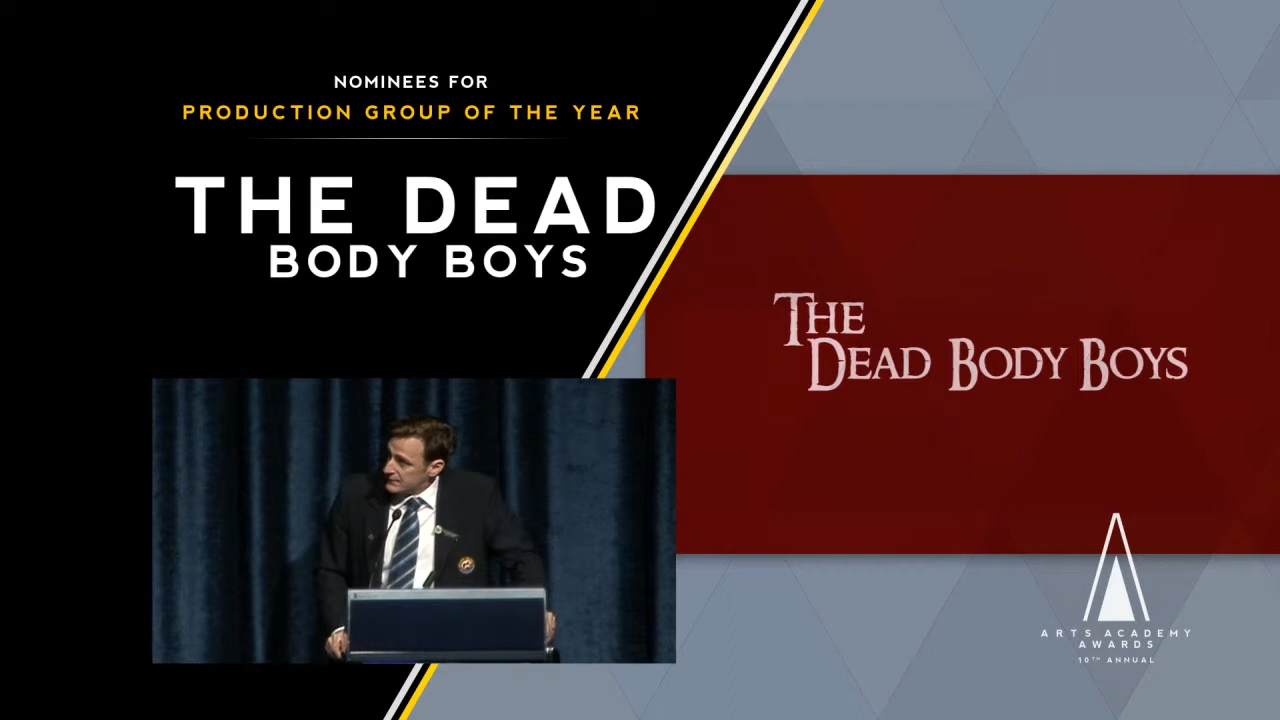 NOMINEES FOR
PRODUCTION GROUP OF THE YEAR
THE DEAD
BODY BOYS
THE
DEAD BODY BOYS
ARTS ACADEMY
AWARDS
10TH ANNUAL